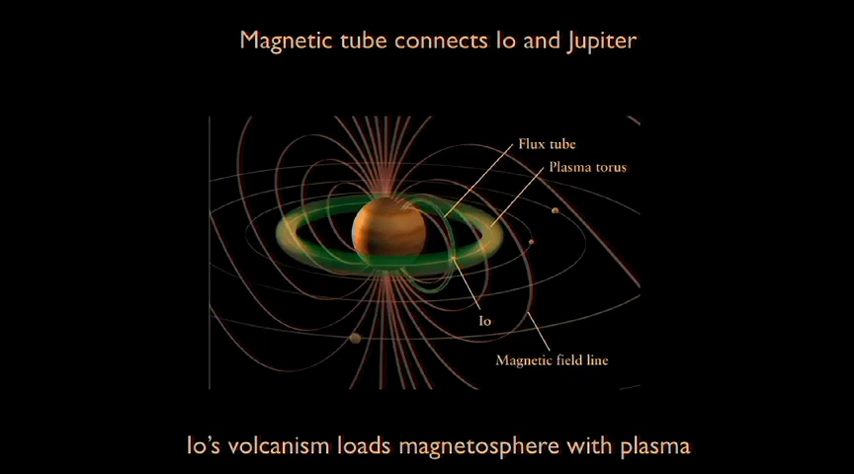 Magnetic tube connects Io and Jupiter
Flux tube
Plasma torus
Io
Magnetic field line
Io's volcanism loads magnetosphere with plasma